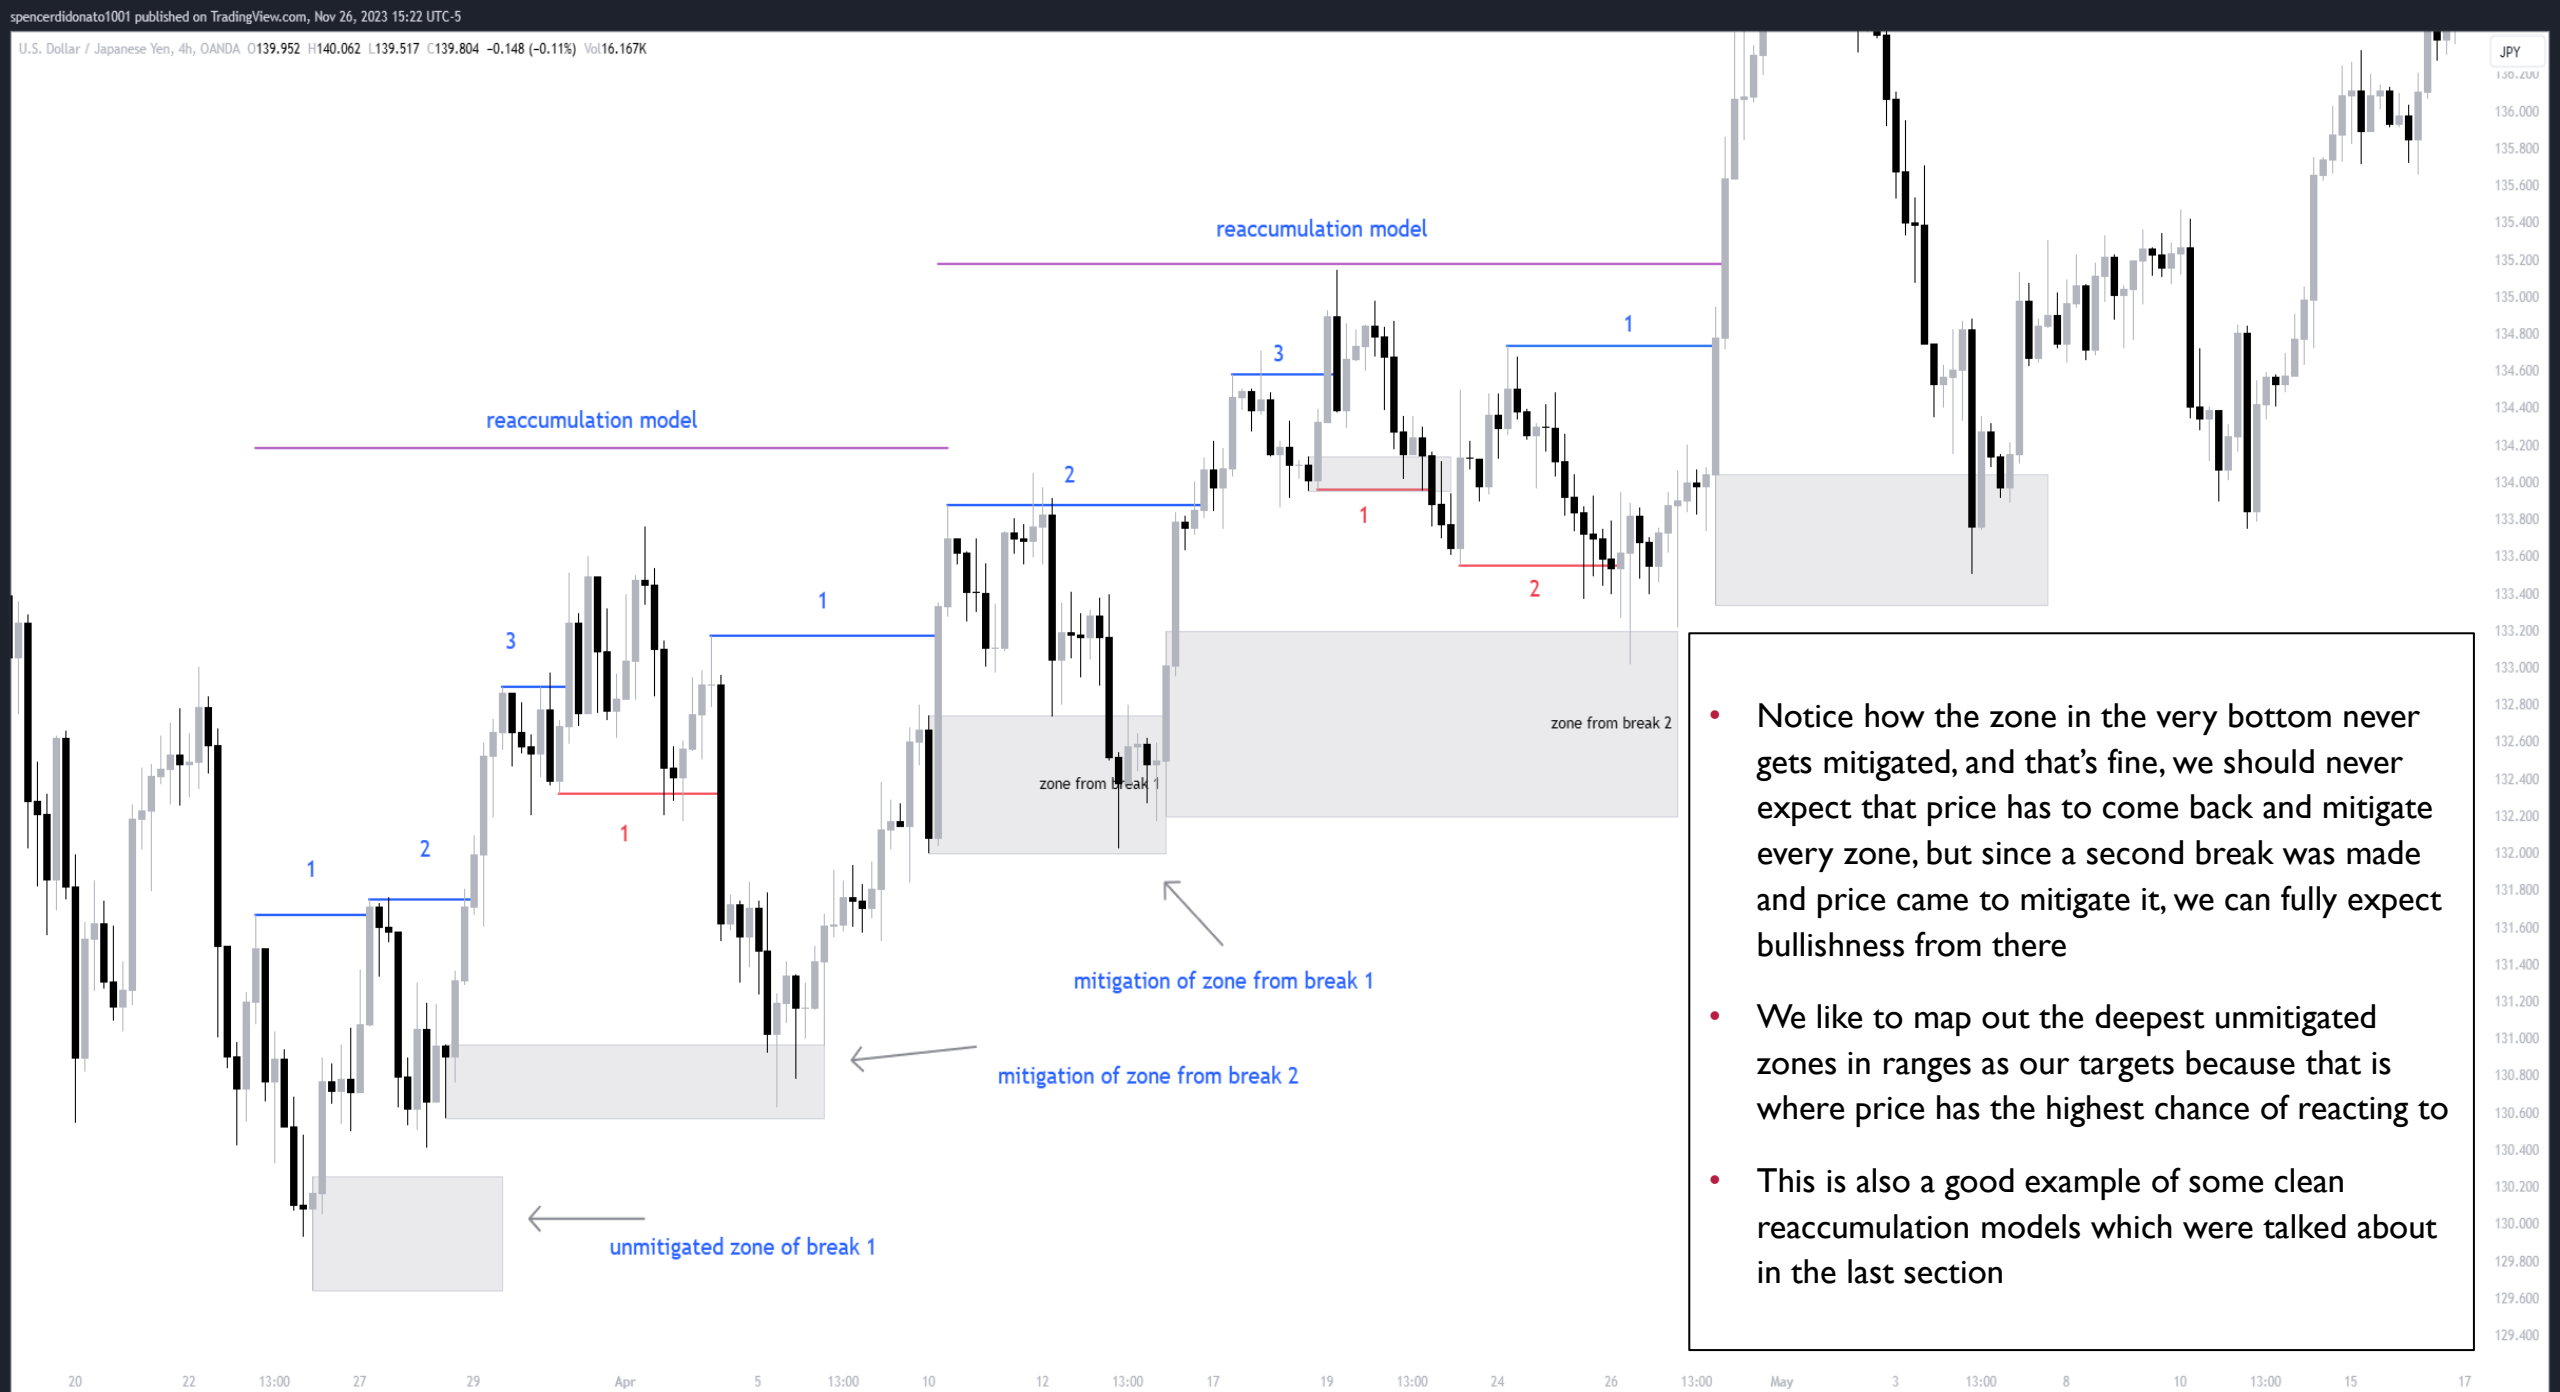 spencerdidonato1001 published on TradingView.com, Nov 26, 2023 15:22 UTC-5
U.S. Dollar / Japanese Yen, 4h, OANDA O139.952 H140.062 L139.517 C139.804 −0.148 (−0.11%) Vol16.167K
JPY
136.200
136.000
135.800
135.600
135.400
135.200
135.000
134.800
134.600
134.400
134.200
134.000
133.800
133.600
133.400
133.200
133.000
132.800
132.600
132.400
132.200
132.000
131.800
131.600
131.400
131.200
131.000
130.800
130.600
130.400
130.200
130.000
129.800
129.600
129.400
reaccumulation model
1
3
reaccumulation model
2
1
2
1
3
zone from break 2
zone from break 1
1
2
1
mitigation of zone from break 1
mitigation of zone from break 2
unmitigated zone of break 1
• Notice how the zone in the very bottom never
gets mitigated, and that’s fine, we should never
expect that price has to come back and mitigate
every zone, but since a second break was made
and price came to mitigate it, we can fully expect
bullishness from there
• We like to map out the deepest unmitigated
zones in ranges as our targets because that is
where price has the highest chance of reacting to
• This is also a good example of some clean
reaccumulation models which were talked about
in the last section
20 22 13:00 27 29 Apr 5 13:00 10 12 13:00 17 19 13:00 24 26 13:00 May 3 13:00 8 10 13:00 15 17